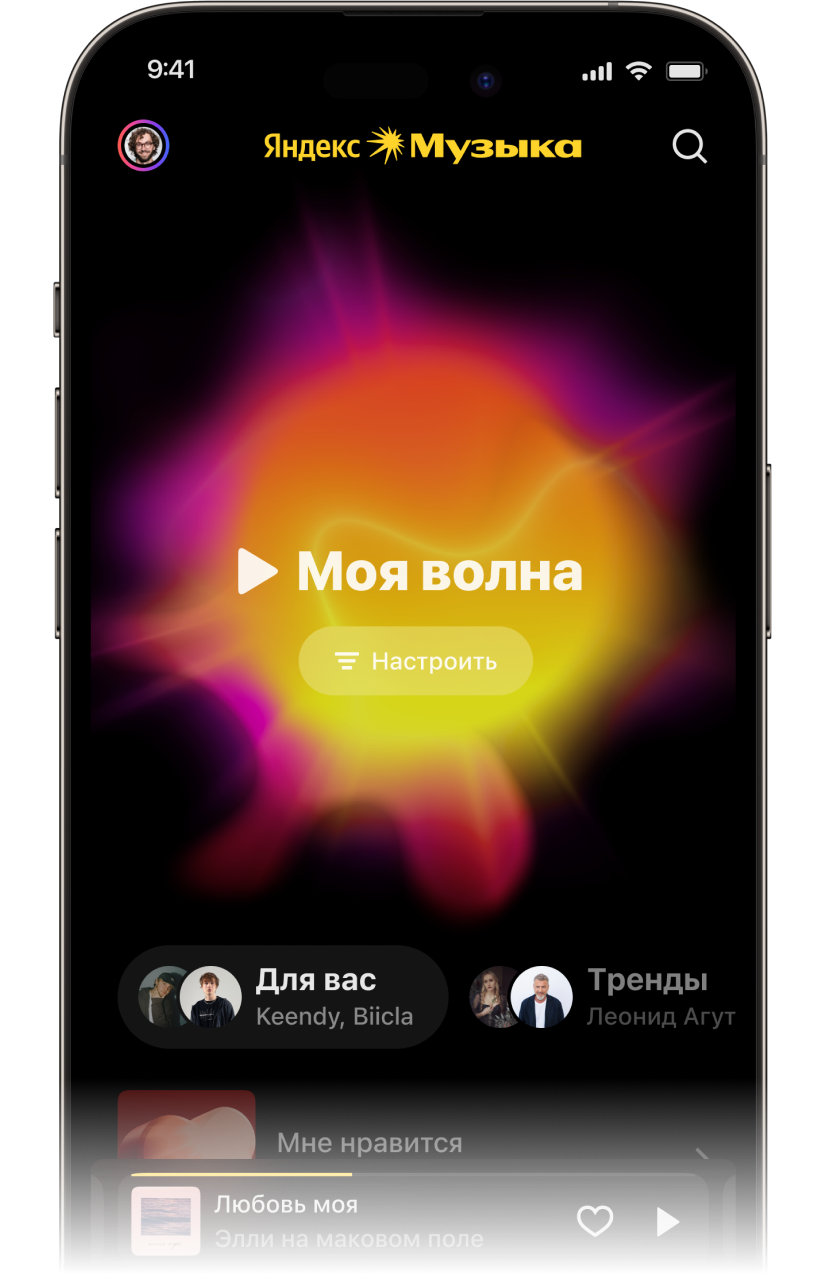 9:41
Яндекс Музыка
Моя волна
Настроить
Для вас
Keendy, Biicla
Тренды
Леонид Агут
Мне нравится
Любовь моя
Элли на маковом поле